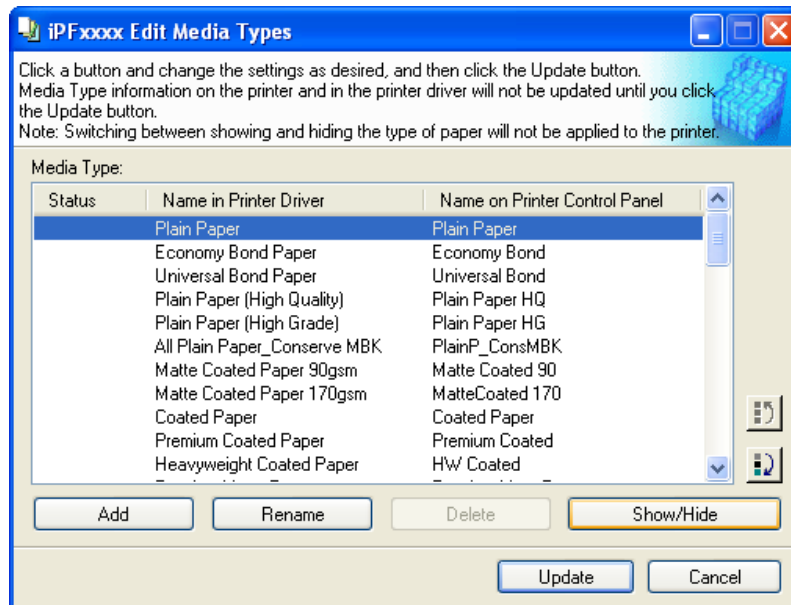 iPFxxxx Edit Media Types
Click a button and change the settings as desired, and then click the Update button.
Media Type information on the printer and in the printer driver will not be updated until you click
the Update button.
Note: Switching between showing and hiding the type of paper will not be applied to the printer.
Media Type:
Status Name in Printer Driver Name on Printer Control Panel
Plain Paper Plain Paper
Economy Bond Paper Economy Bond
Universal Bond Paper Universal Bond
Plain Paper (High Quality) Plain Paper HQ
Plain Paper (High Grade) Plain Paper HG
All Plain Paper_Conserve MBK PlainP_ConsMBK
Matte Coated Paper 90gsm Matte Coated 90
Matte Coated Paper 170gsm MatteCoated 170
Coated Paper Coated Paper
Premium Coated Paper Premium Coated
Heavyweight Coated Paper HW Coated
Add Rename Delete Show/Hide
Update Cancel